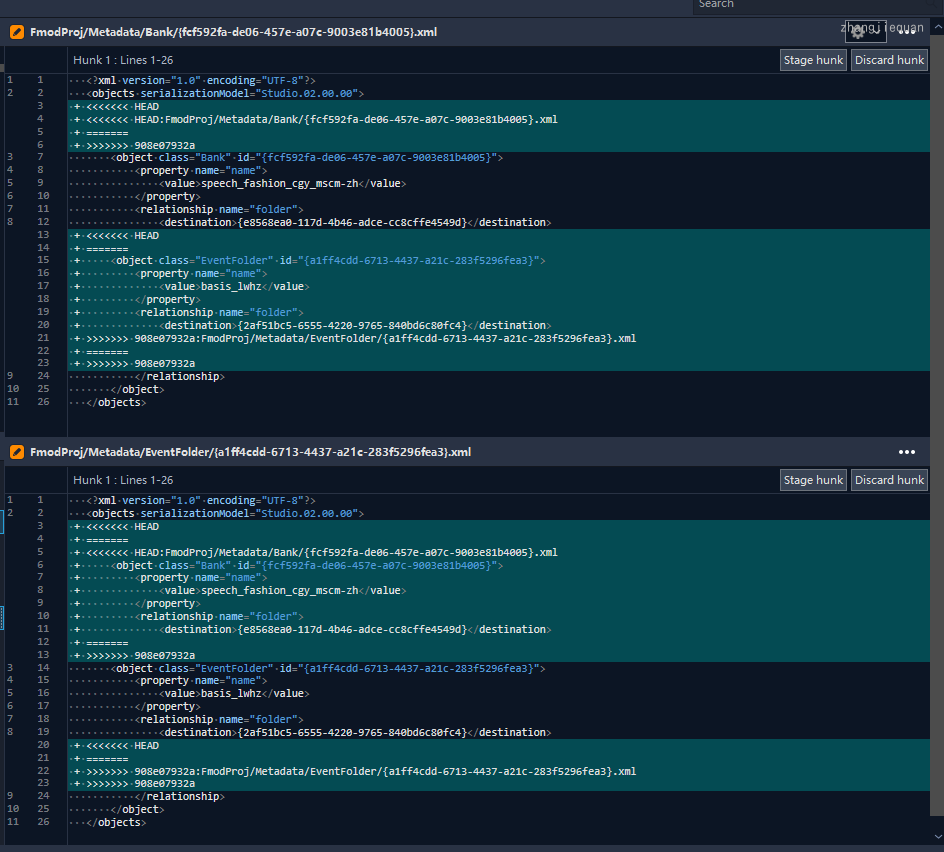 Search
FmodProj/Metadata/Bank/{fcf592fa-de06-457e-a07c-9003e81b4005}.xml
zhangjiequan
Hunk 1 : Lines 1-26
Stage hunk
Discard hunk
1 1 <?xml version="1.0" encoding="UTF-8"?>
2 2 <objects serializationModel="Studio.02.00.00">
3 + <<<<<<< HEAD
4 + <<<<<<< HEAD:FmodProj/Metadata/Bank/{fcf592fa-de06-457e-a07c-9003e81b4005}.xml
5 + =======
6 + >>>>>>> 908e07932a
3 7 <object class="Bank" id="{fcf592fa-de06-457e-a07c-9003e81b4005}">
4 8 <property name="name">
5 9 <value>speech_fashion_cgy_mscm-zh</value>
6 10 </property>
7 11 <relationship name="folder">
8 12 <destination>{e8568ea0-117d-4b46-adce-cc8cffe4549d}</destination>
13 + <<<<<<< HEAD
14 + =======
15 + <object class="EventFolder" id="{a1ff4cdd-6713-4437-a21c-283f5296fea3}">
16 + <property name="name">
17 + <value>basis_lwhz</value>
18 + </property>
19 + <relationship name="folder">
20 + <destination>{2af51bc5-6555-4220-9765-840bd6c80fc4}</destination>
21 + >>>>>>> 908e07932a:FmodProj/Metadata/EventFolder/{a1ff4cdd-6713-4437-a21c-283f5296fea3}.xml
22 + =======
23 + >>>>>>> 908e07932a
9 24 </relationship>
10 25 </object>
11 26 </objects>
FmodProj/Metadata/EventFolder/{a1ff4cdd-6713-4437-a21c-283f5296fea3}.xml
Hunk 1 : Lines 1-26
Stage hunk
Discard hunk
1 1 <?xml version="1.0" encoding="UTF-8"?>
2 2 <objects serializationModel="Studio.02.00.00">
3 + <<<<<<< HEAD
4 + =======
5 + <<<<<<< HEAD:FmodProj/Metadata/Bank/{fcf592fa-de06-457e-a07c-9003e81b4005}.xml
6 + <object class="Bank" id="{fcf592fa-de06-457e-a07c-9003e81b4005}">
7 + <property name="name">
8 + <value>speech_fashion_cgy_mscm-zh</value>
9 + </property>
10 + <relationship name="folder">
11 + <destination>{e8568ea0-117d-4b46-adce-cc8cffe4549d}</destination>
12 + =======
13 + >>>>>>> 908e07932a
3 14 <object class="EventFolder" id="{a1ff4cdd-6713-4437-a21c-283f5296fea3}">
4 15 <property name="name">
5 16 <value>basis_lwhz</value>
6 17 </property>
7 18 <relationship name="folder">
8 19 <destination>{2af51bc5-6555-4220-9765-840bd6c80fc4}</destination>
20 + <<<<<<< HEAD
21 + =======
22 + >>>>>>> 908e07932a:FmodProj/Metadata/EventFolder/{a1ff4cdd-6713-4437-a21c-283f5296fea3}.xml
23 + >>>>>>> 908e07932a
9 24 </relationship>
10 25 </object>
11 26 </objects>